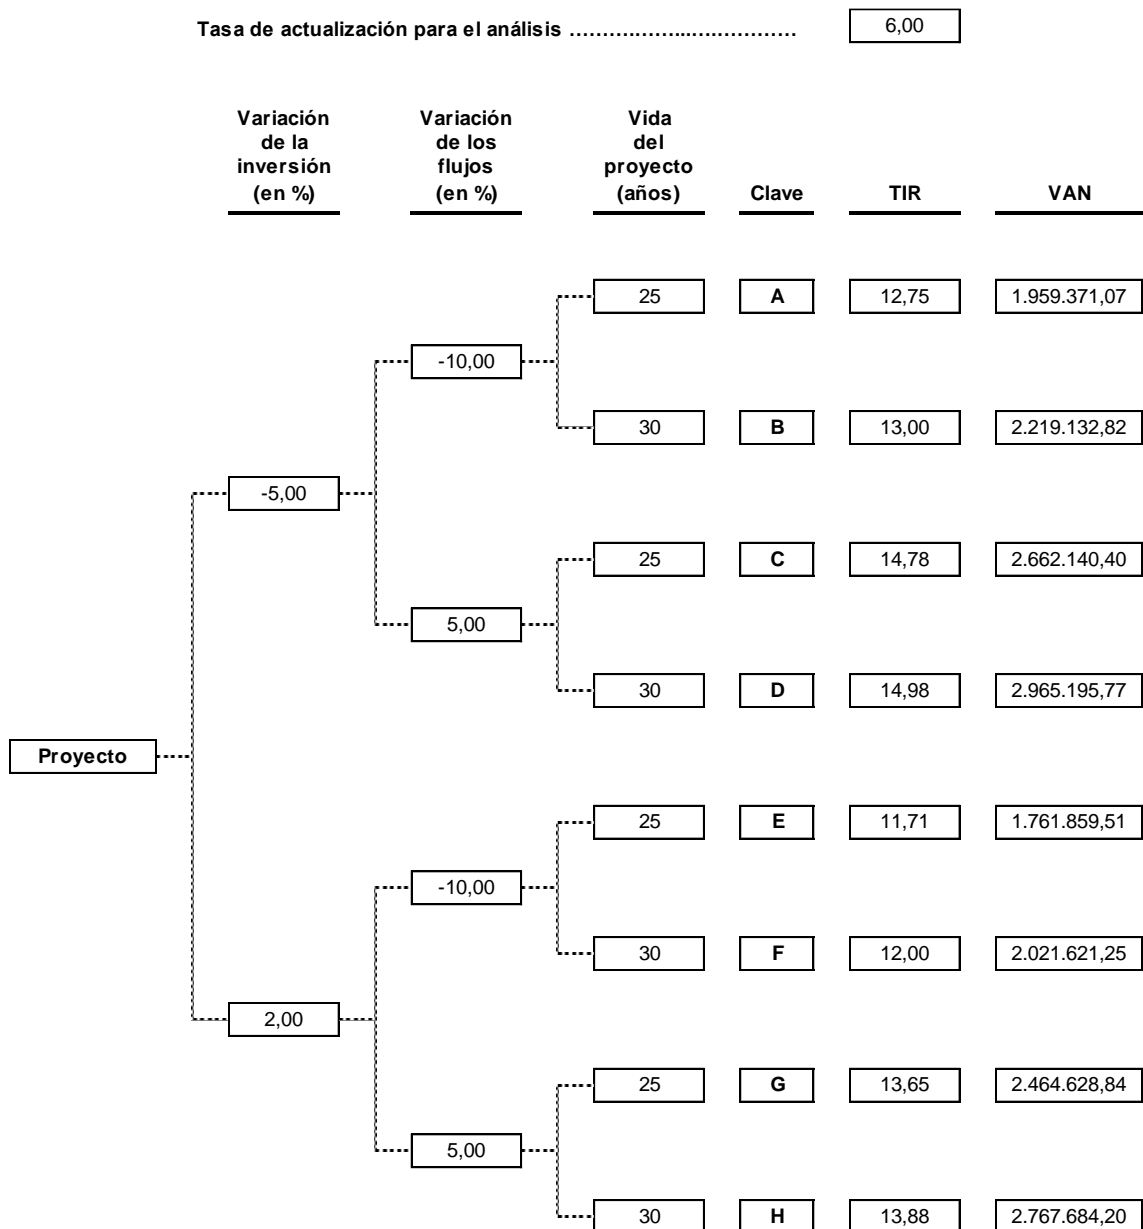 Tasa de actualización para el análisis ……….……...….………… 6,00
Variación Variación Vida
de la de los del
inversión flujos proyecto
(en %) (en %) (años) Clave TIR VAN
25 A 12,75 1.959.371,07
-10,00
30 B 13,00 2.219.132,82
-5,00
25 C 14,78 2.662.140,40
5,00
30 D 14,98 2.965.195,77
Proyecto
25 E 11,71 1.761.859,51
-10,00
30 F 12,00 2.021.621,25
2,00
25 G 13,65 2.464.628,84
5,00
30 H 13,88 2.767.684,20